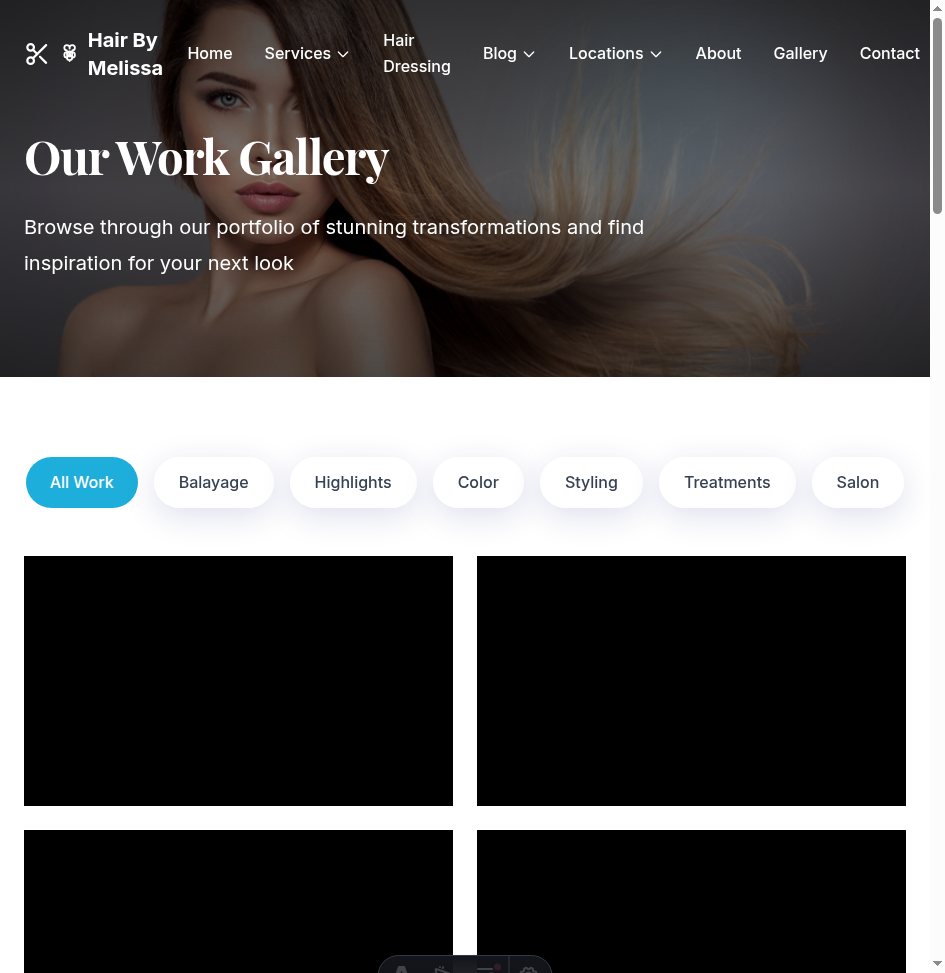 Hair By
Melissa
Home
Services
Hair
Dressing
Blog
Locations
About
Gallery
Contact
Our Work Gallery
Browse through our portfolio of stunning transformations and find
inspiration for your next look
All Work
Balayage
Highlights
Color
Styling
Treatments
Salon